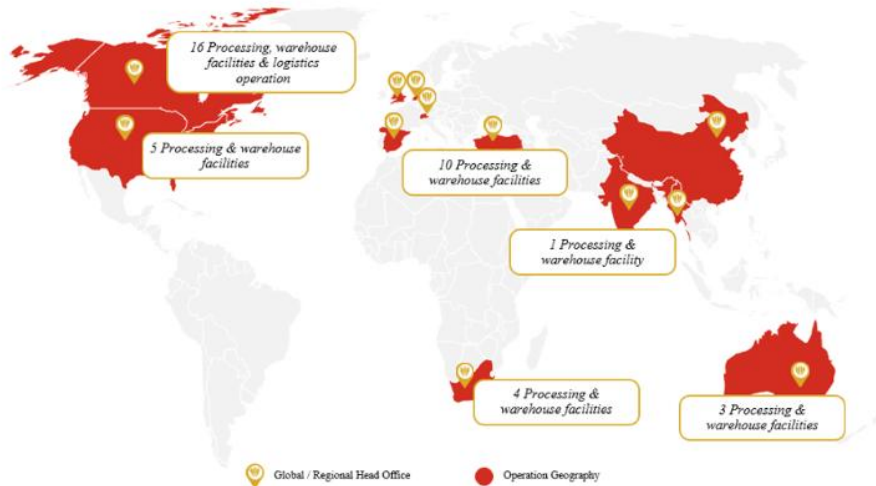 16 Processing, warehouse
facilities & logistics
operation
5 Processing & warehouse
facilities
10 Processing &
warehouse facilities
1 Processing &
warehouse facility
4 Processing &
warehouse facilities
3 Processing &
warehouse facilities
Global / Regional Head Office
Operation Geography